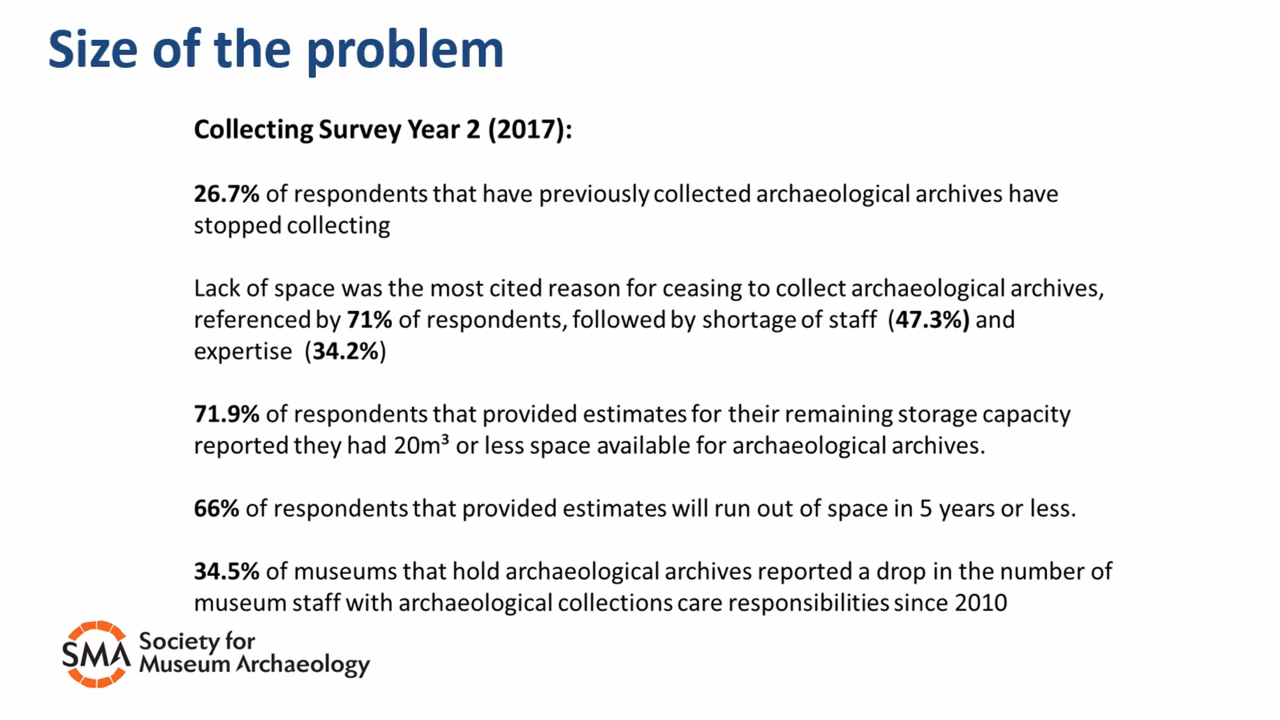 Size of the problem
Collecting Survey Year 2 (2017):
26.7% of respondents that have previously collected archaeological archives have
stopped collecting
Lack of space was the most cited reason for ceasing to collect archaeological archives,
referenced by 71% of respondents, followed by shortage of staff (47.3%) and
expertise (34.2%)
71.9% of respondents that provided estimates for their remaining storage capacity
reported they had 20m³ or less space available for archaeological archives.
66% of respondents that provided estimates will run out of space in 5 years or less.
34.5% of museums that hold archaeological archives reported a drop in the number of
museum staff with archaeological collections care responsibilities since 2010
SMA
Society for
Museum Archaeology